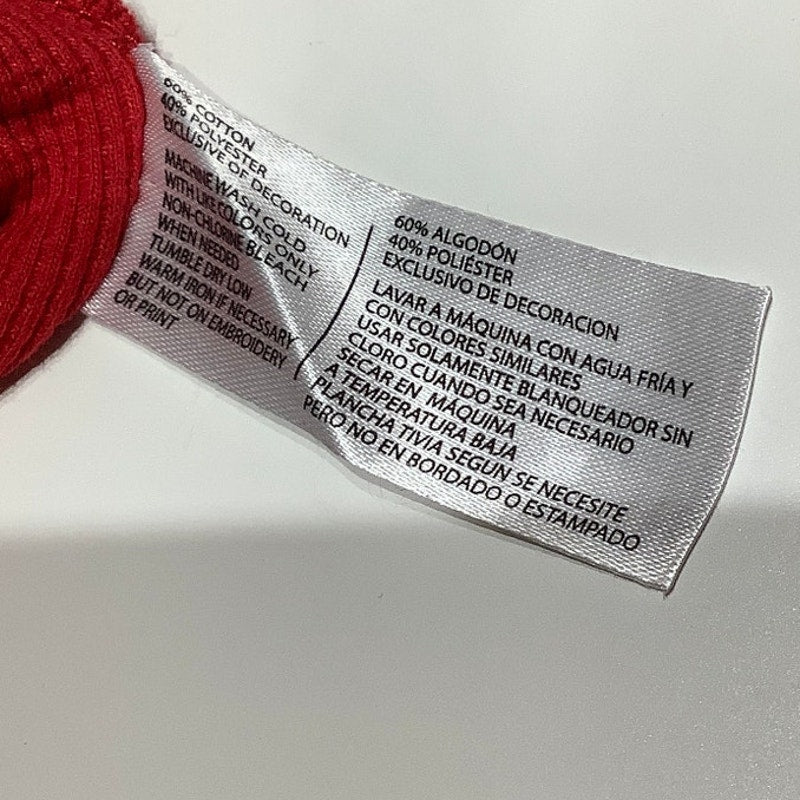 60% COTTON
40% POLYESTER
EXCLUSIVE OF DECORATION
MACHINE WASH COLD
WITH LIKE COLORS ONLY
NON-CHLORINE BLEACH
WHEN NEEDED
TUMBLE DRY LOW
WARM IRON IF NECESSARY
BUT NOT ON EMBROIDERY
OR PRINT
60% ALGODÓN
40% POLIÉSTER
EXCLUSIVO DE DECORACION
LAVAR A MÁQUINA CON AGUA FRÍA Y
CON COLORES SIMILARES
USAR SOLAMENTE BLANQUEADOR SIN
CLORO CUANDO SEA NECESARIO
SECAR EN MÁQUINA
A TEMPERATURA BAJA
PLANCHA TIVIA SEGUN SE NECESITE
PERO NO EN BORDADO O ESTAMPADO